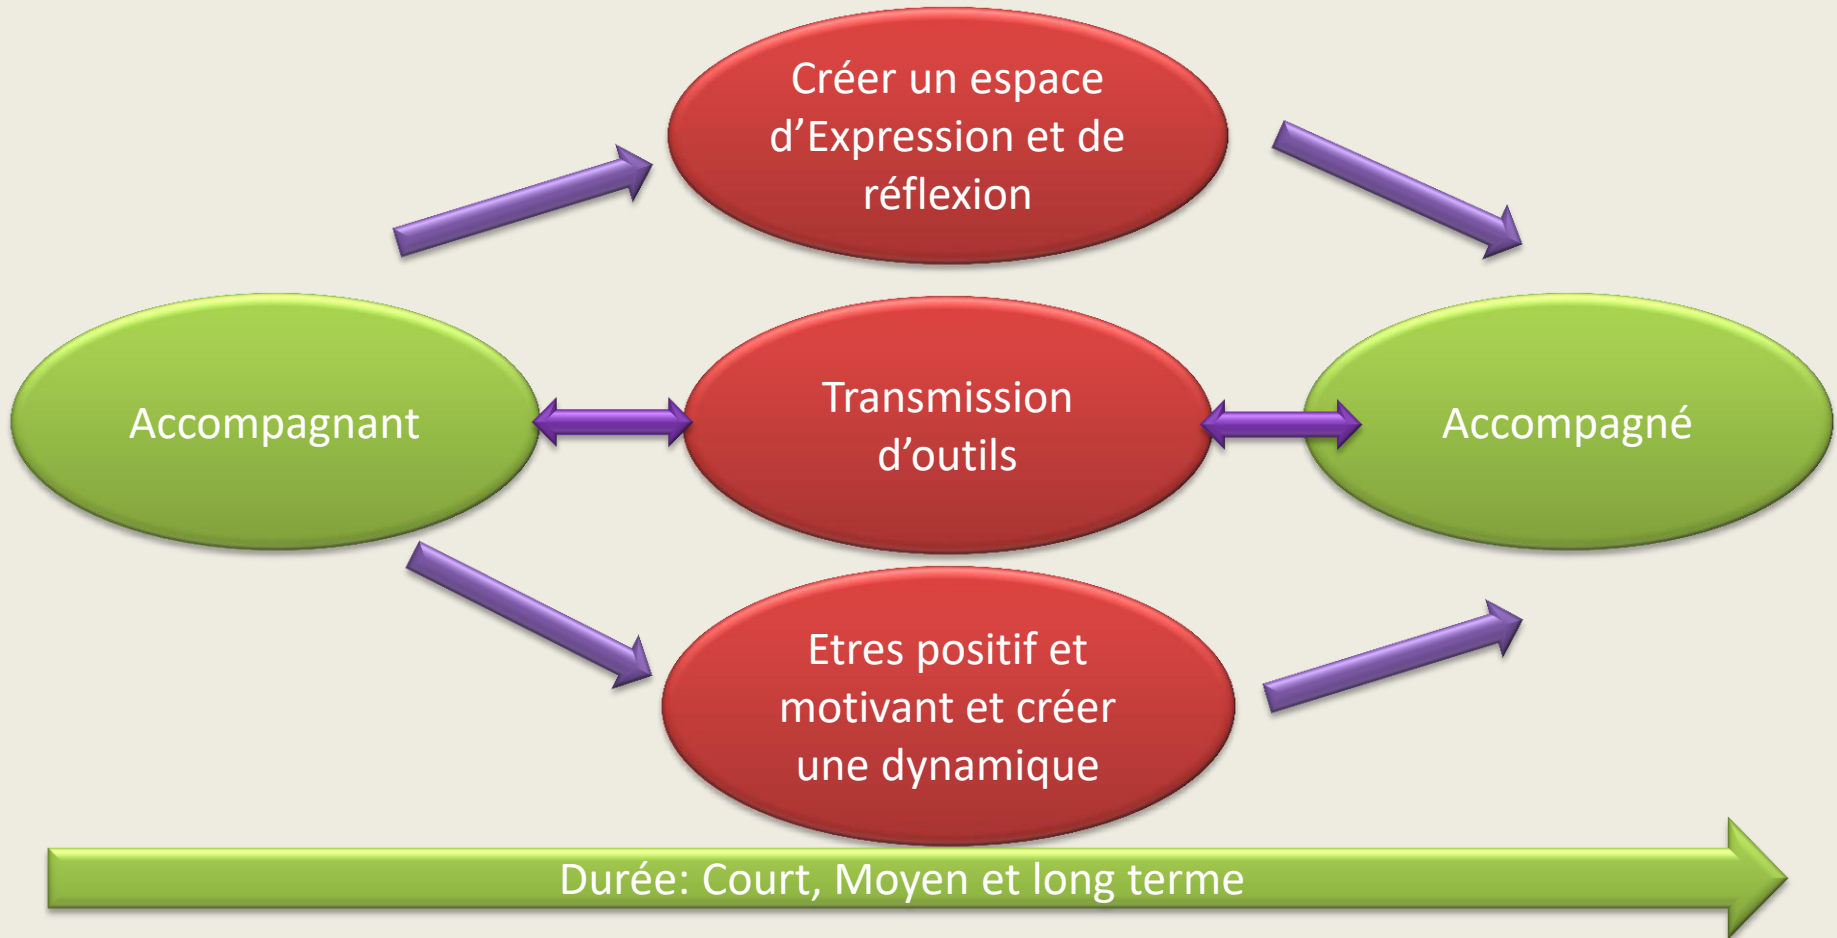 Créer un espace
d’Expression et de
réflexion
Accompagnant
Transmission
d’outils
Accompagné
Etres positif et
motivant et créer
une dynamique
Durée: Court, Moyen et long terme